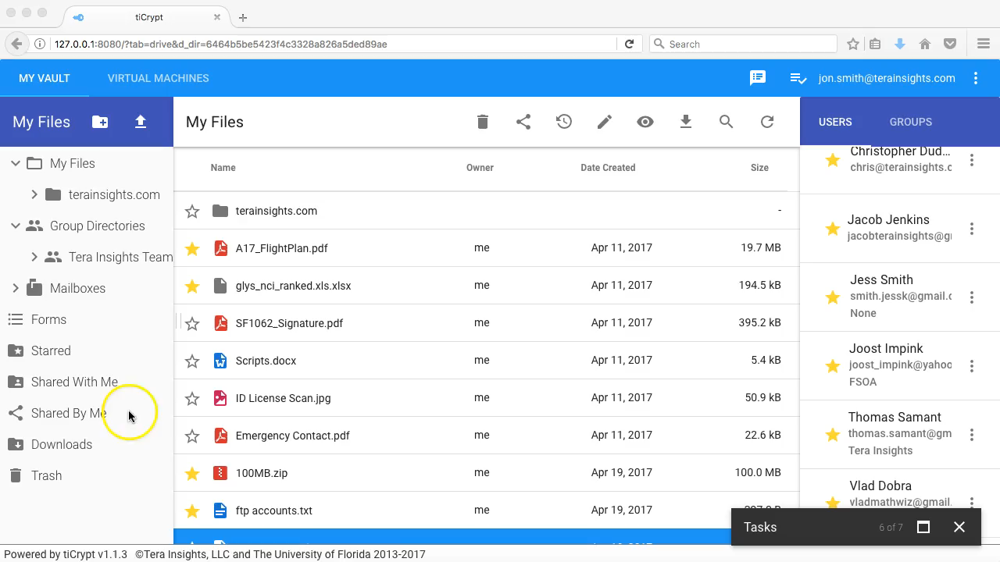 tiCrypt
127.0.0.1:8080/?tab=drive&d_dir=6464b5be5423f4c3328a826a5ded89ae
Search
MY VAULT
VIRTUAL MACHINES
jon.smith@terainsights.com
My Files
My Files
USERS
GROUPS
My Files
terainsights.com
Group Directories
Tera Insights Team
Mailboxes
Forms
Starred
Shared With Me
Shared By Me
Downloads
Trash
Name Owner Date Created Size
terainsights.com -
A17_FlightPlan.pdf me Apr 11, 2017 19.7 MB
glys_nci_ranked.xls.xlsx me Apr 11, 2017 194.5 kB
SF1062_Signature.pdf me Apr 11, 2017 395.2 kB
Scripts.docx me Apr 11, 2017 5.4 kB
ID License Scan.jpg me Apr 11, 2017 50.9 kB
Emergency Contact.pdf me Apr 11, 2017 22.6 kB
100MB.zip me Apr 19, 2017 100.0 MB
ftp accounts.txt me Apr 19, 2017
Christopher Dud...
chris@terainsights.c
Jacob Jenkins
jacobterainsights@g
Jess Smith
smith.jessk@gmail.c
None
Joost Impink
joost_impink@yahoo
FSOA
Thomas Samant
thomas.samant@gm
Tera Insights
Vlad Dobra
vladmathwiz@gmail.
Tasks 6 of 7
Powered by tiCrypt v1.1.3 ©Tera Insights, LLC and The University of Florida 2013-2017